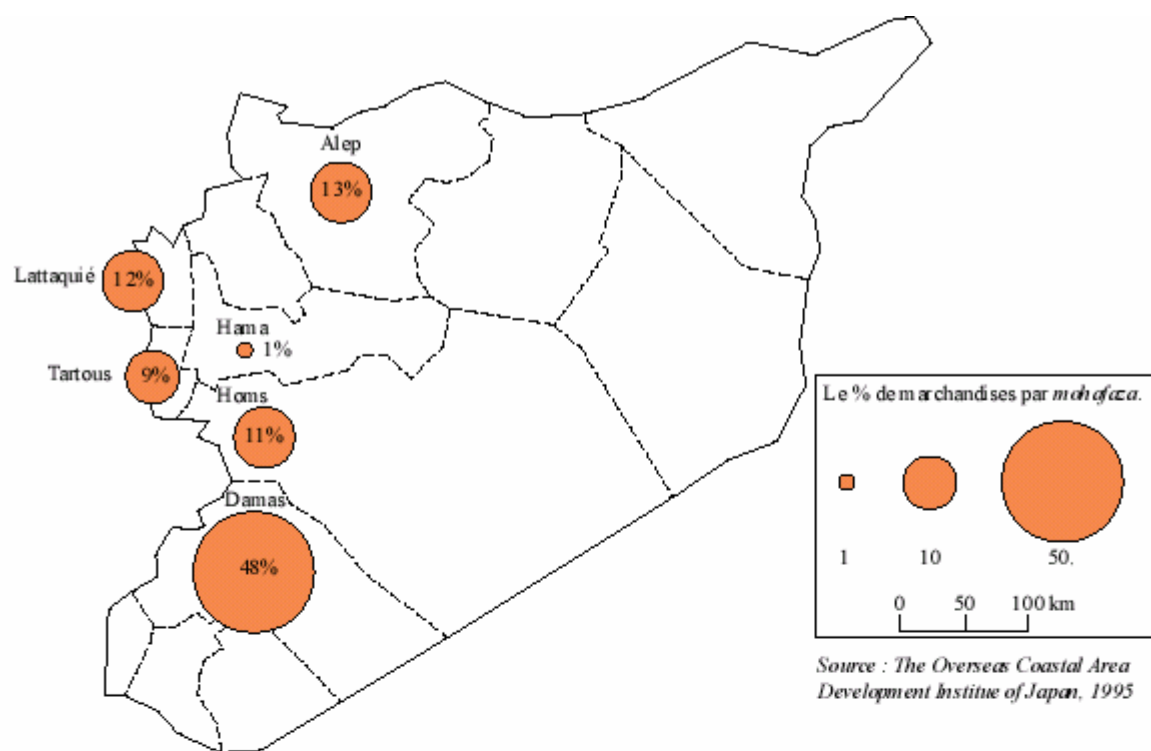 Alep
13%
Lattaquié
12%
Hama
1%
Tartous
9%
Homs
11%
Damas
48%
Le % de marchandises par mohafaza.
1 10 50.
0 50 100 km
Source : The Overseas Coastal Area
Development Institue of Japan, 1995